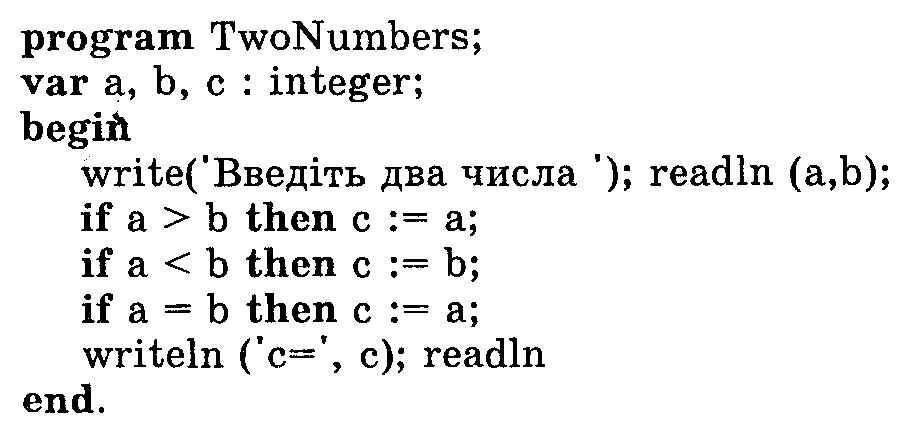 program TwoNumbers;
var a, b, c : integer;
begin
write('Введіть два числа '); readln (a,b);
if a > b then c := a;
if a < b then c := b;
if a = b then c := a;
writeln ('c=', c); readln
end.